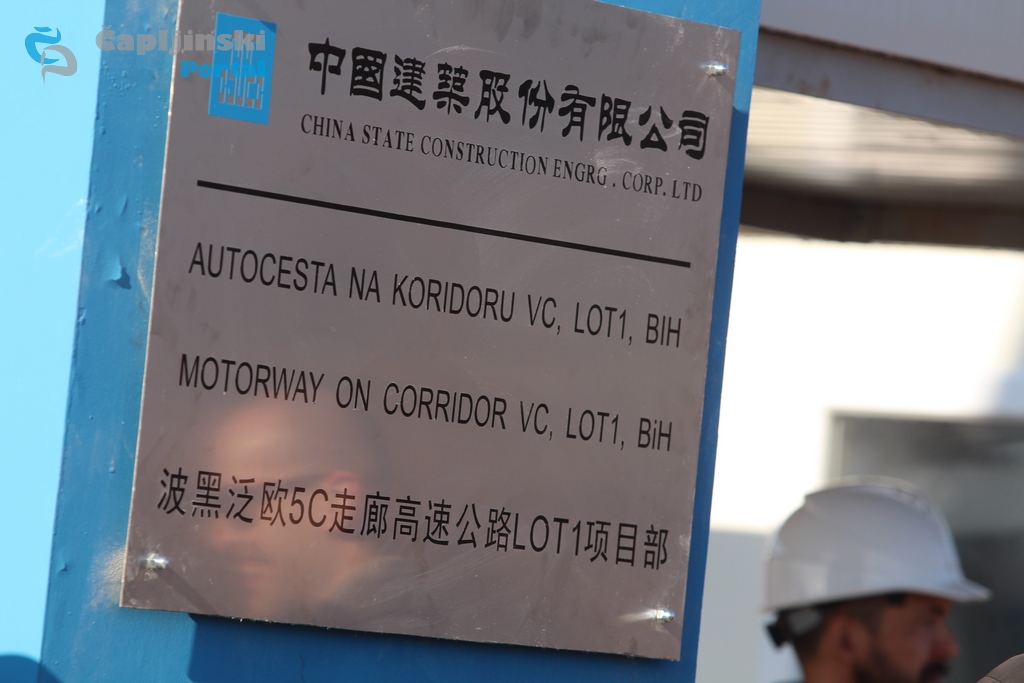 Čapljinski
Portal
中國建築股份有限公司
CHINA STATE CONSTRUCTION ENGRG . CORP. LTD
AUTOCESTA NA KORIDORU VC, LOT1, BIH
MOTORWAY ON CORRIDOR VC, LOT1, BiH
波黑泛欧5C走廊高速公路LOT1项目部